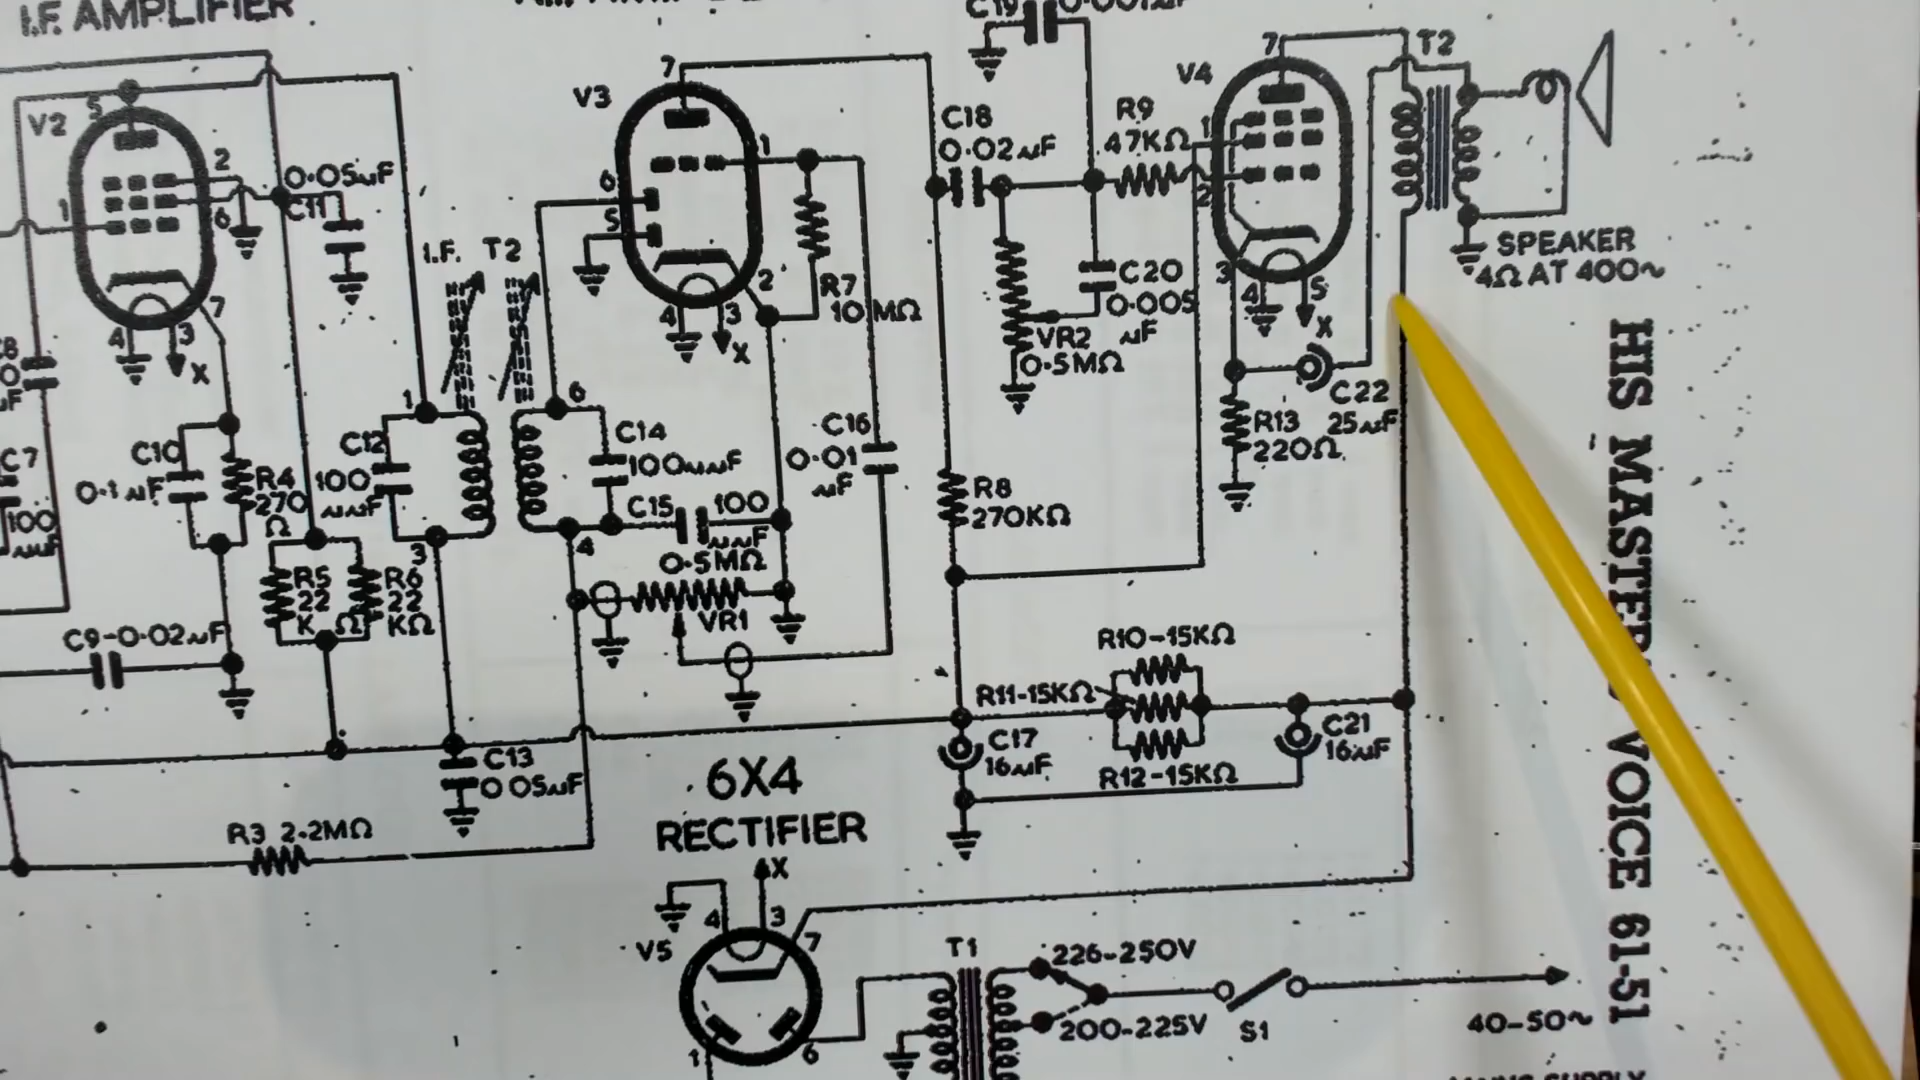 I.F. AMPLIFIER
C19
0.001µF
V2
5
1
2
6
4
3
7
X
0.05µF
C11
V3
7
1
6
5
2
4
3
X
R7
10MΩ
C18
0.02µF
R9
47KΩ
V4
7
1
2
3
4
5
X
T2
SPEAKER
4Ω AT 400~
C20
0.005
µF
VR2
0.5MΩ
C22
25µF
R13
220Ω
I.F. T2
1
6
3
4
C7
100
µµF
C10
0.1µF
R4
270
Ω
C12
100
µµF
C14
100µµF
C15
100
µµF
0.5MΩ
VR1
C16
0.01
µF
R8
270KΩ
R5
22
KΩ
R6
22
KΩ
C9-0.02µF
R10-15KΩ
R11-15KΩ
R12-15KΩ
C17
16µF
C21
16µF
C13
0.05µF
R3 2.2MΩ
6X4
RECTIFIER
X
V5
4
3
7
1
6
T1
226-250V
200-225V
S1
40-50~
HIS MASTER'S VOICE 61-51